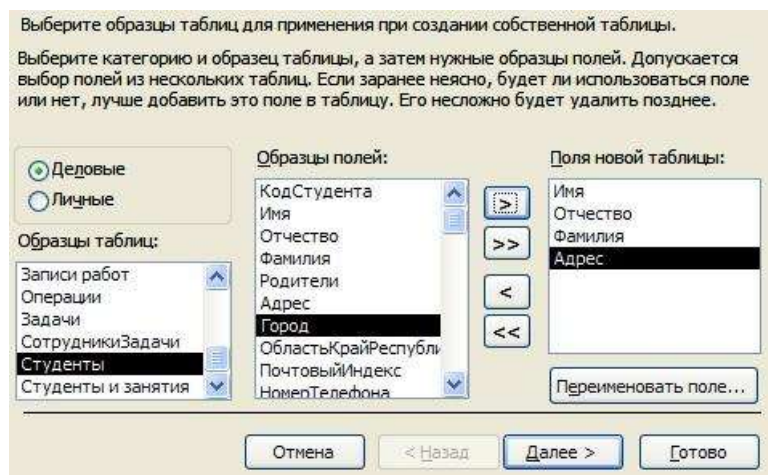 Выберите образцы таблиц для применения при создании собственной таблицы.
Выберите категорию и образец таблицы, а затем нужные образцы полей. Допускается
выбор полей из нескольких таблиц. Если заранее неясно, будет ли использоваться поле
или нет, лучше добавить это поле в таблицу. Его несложно будет удалить позднее.
Деловые
Личные
Образцы таблиц:
Записи работ
Операции
Задачи
СотрудникиЗадачи
Студенты
Студенты и занятия
Образцы полей:
КодСтудента
Имя
Отчество
Фамилия
Родители
Адрес
Город
ОбластьКрайРеспубли
ПочтовыйИндекс
НомерТелефона
>
>>
<
<<
Поля новой таблицы:
Имя
Отчество
Фамилия
Адрес
Переименовать поле...
Отмена
< Назад
Далее >
Готово